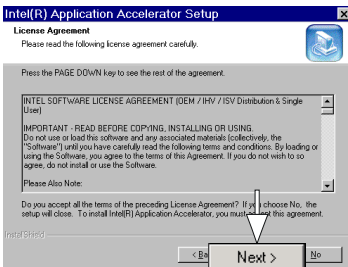 Intel(R) Application Accelerator Setup
License Agreement
Please read the following license agreement carefully.
Press the PAGE DOWN key to see the rest of the agreement.
INTEL SOFTWARE LICENSE AGREEMENT (OEM / IHV / ISV Distribution & Single
User)
IMPORTANT - READ BEFORE COPYING, INSTALLING OR USING.
Do not use or load this software and any associated materials (collectively, the
"Software") until you have carefully read the following terms and conditions. By loading or
using the Software, you agree to the terms of this Agreement. If you do not wish to so
agree, do not install or use the Software.
Please Also Note:
Do you accept all the terms of the preceding License Agreement? If you choose No, the
setup will close. To install Intel(R) Application Accelerator, you must this agreement.
InstallShield
< Ba
Next >
No